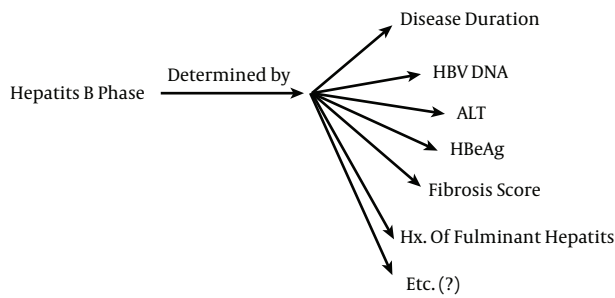 Disease Duration
Determined by
HBV DNA
Hepatits B Phase
ALT
HBeAg
Fibrosis Score
Hx. Of Fulminant Hepatits
Etc. (?)